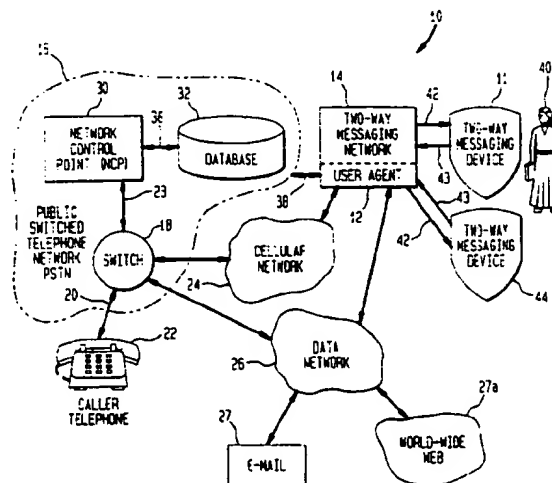 10
16
30
NETWORK
CONTROL
POINT (NCP)
36
32
DATABASE
14
TWO-WAY
MESSAGING
NETWORK
USER AGENT
12
38
42
43
11
TWO-WAY
MESSAGING
DEVICE
40
43
42
TWO-WAY
MESSAGING
DEVICE
44
23
PUBLIC
SWITCHED
TELEPHONE
NETWORK
PSTN
18
SWITCH
20
22
CALLER
TELEPHONE
CELLULAR
NETWORK
24
26
DATA
NETWORK
27
E-MAIL
27a
WORLD-WIDE
WEB